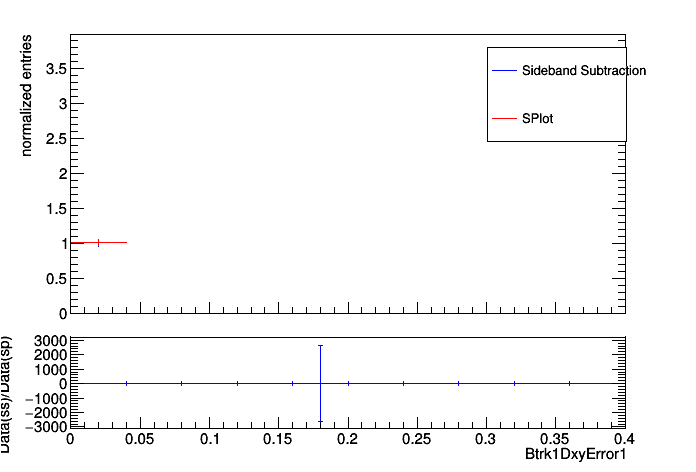 normalized entries
3.5
3
2.5
2
1.5
1
0.5
0
Sideband Subtraction
SPlot
Data(ss)/Data(sp)
3000
2000
1000
0
−1000
−2000
−3000
0 0.05 0.1 0.15 0.2 0.25 0.3 0.35 0.4
Btrk1DxyError1